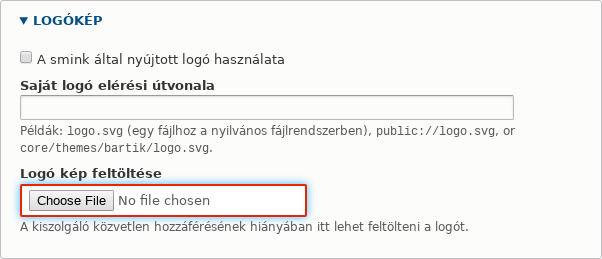 LOGÓKÉP
A smink által nyújtott logó használata
Saját logó elérési útvonala
Példák: logo.svg (egy fájlhoz a nyilvános fájlrendszerben), public://logo.svg, or
core/themes/bartik/logo.svg.
Logó kép feltöltése
Choose File No file chosen
A kiszolgáló közvetlen hozzáférésének hiányában itt lehet feltölteni a logót.